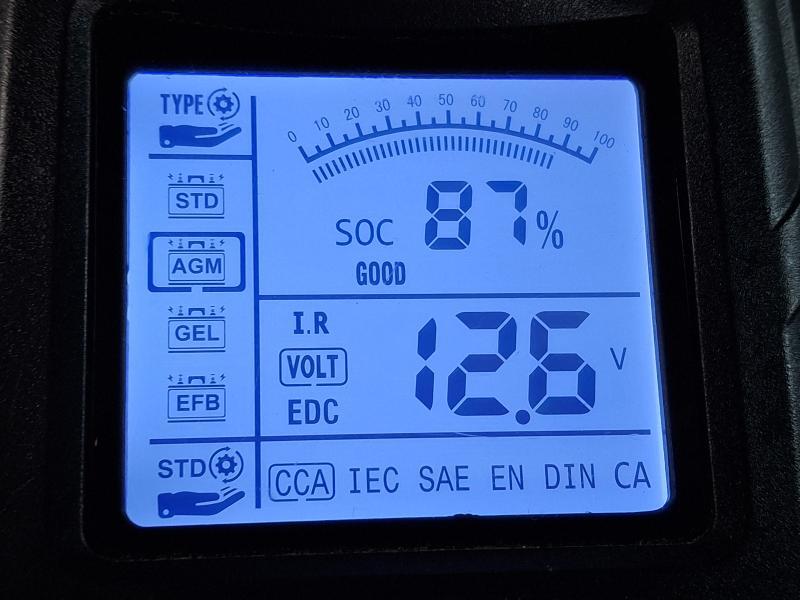 TYPE
0 10 20 30 40 50 60 70 80 90 100
STD
SOC 87%
AGM
GOOD
GEL
I.R
VOLT 12.6 V
EFB
EDC
STD
CCA IEC SAE EN DIN CA